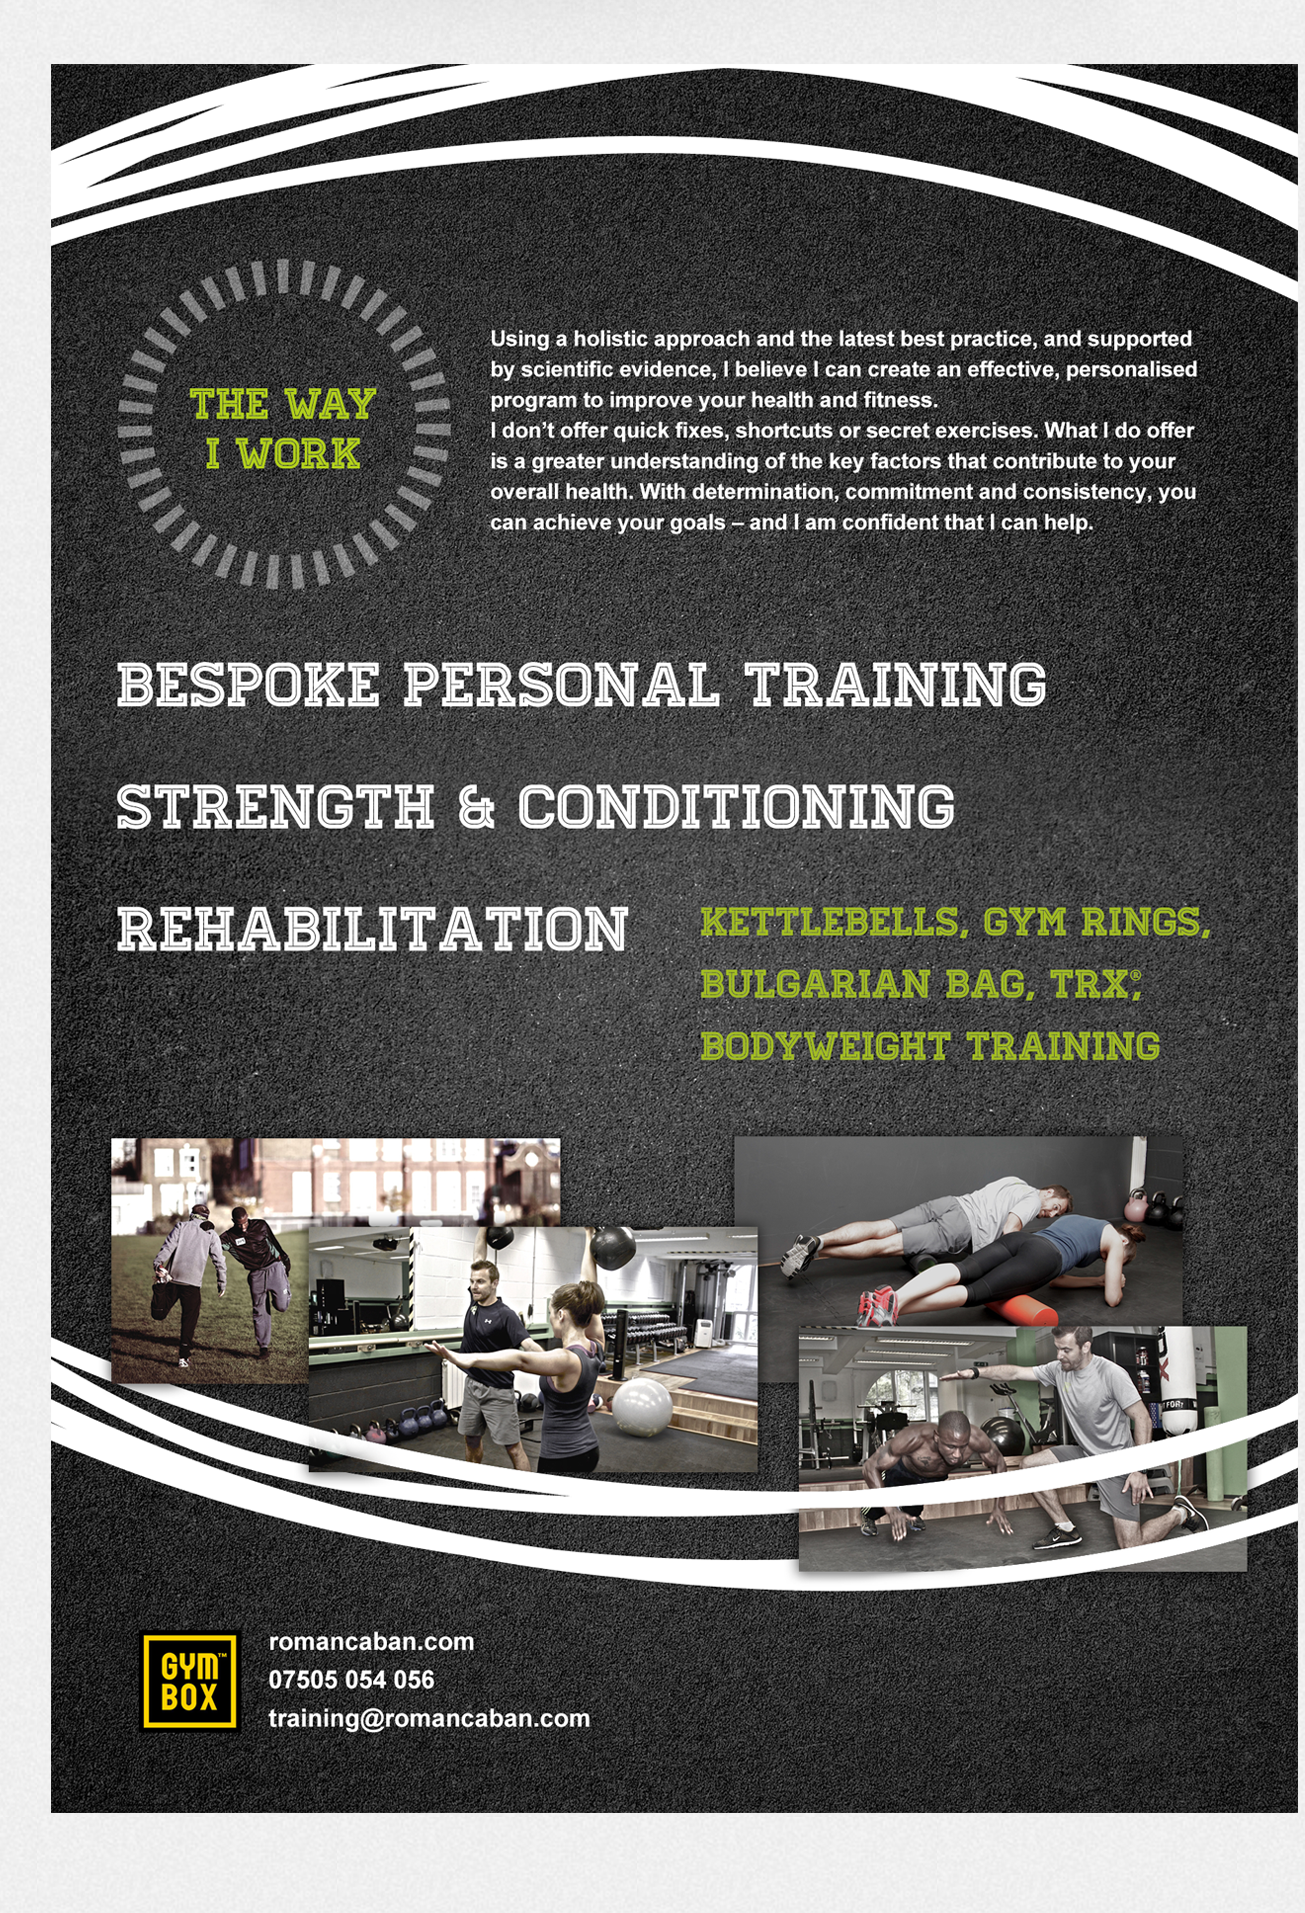 THE WAY
I WORK
Using a holistic approach and the latest best practice, and supported
by scientific evidence, I believe I can create an effective, personalised
program to improve your health and fitness.
I don’t offer quick fixes, shortcuts or secret exercises. What I do offer
is a greater understanding of the key factors that contribute to your
overall health. With determination, commitment and consistency, you
can achieve your goals – and I am confident that I can help.
BESPOKE PERSONAL TRAINING
STRENGTH & CONDITIONING
REHABILITATION
KETTLEBELLS, GYM RINGS,
BULGARIAN BAG, TRX®,
BODYWEIGHT TRAINING
GYM™
BOX
romancaban.com
07505 054 056
training@romancaban.com